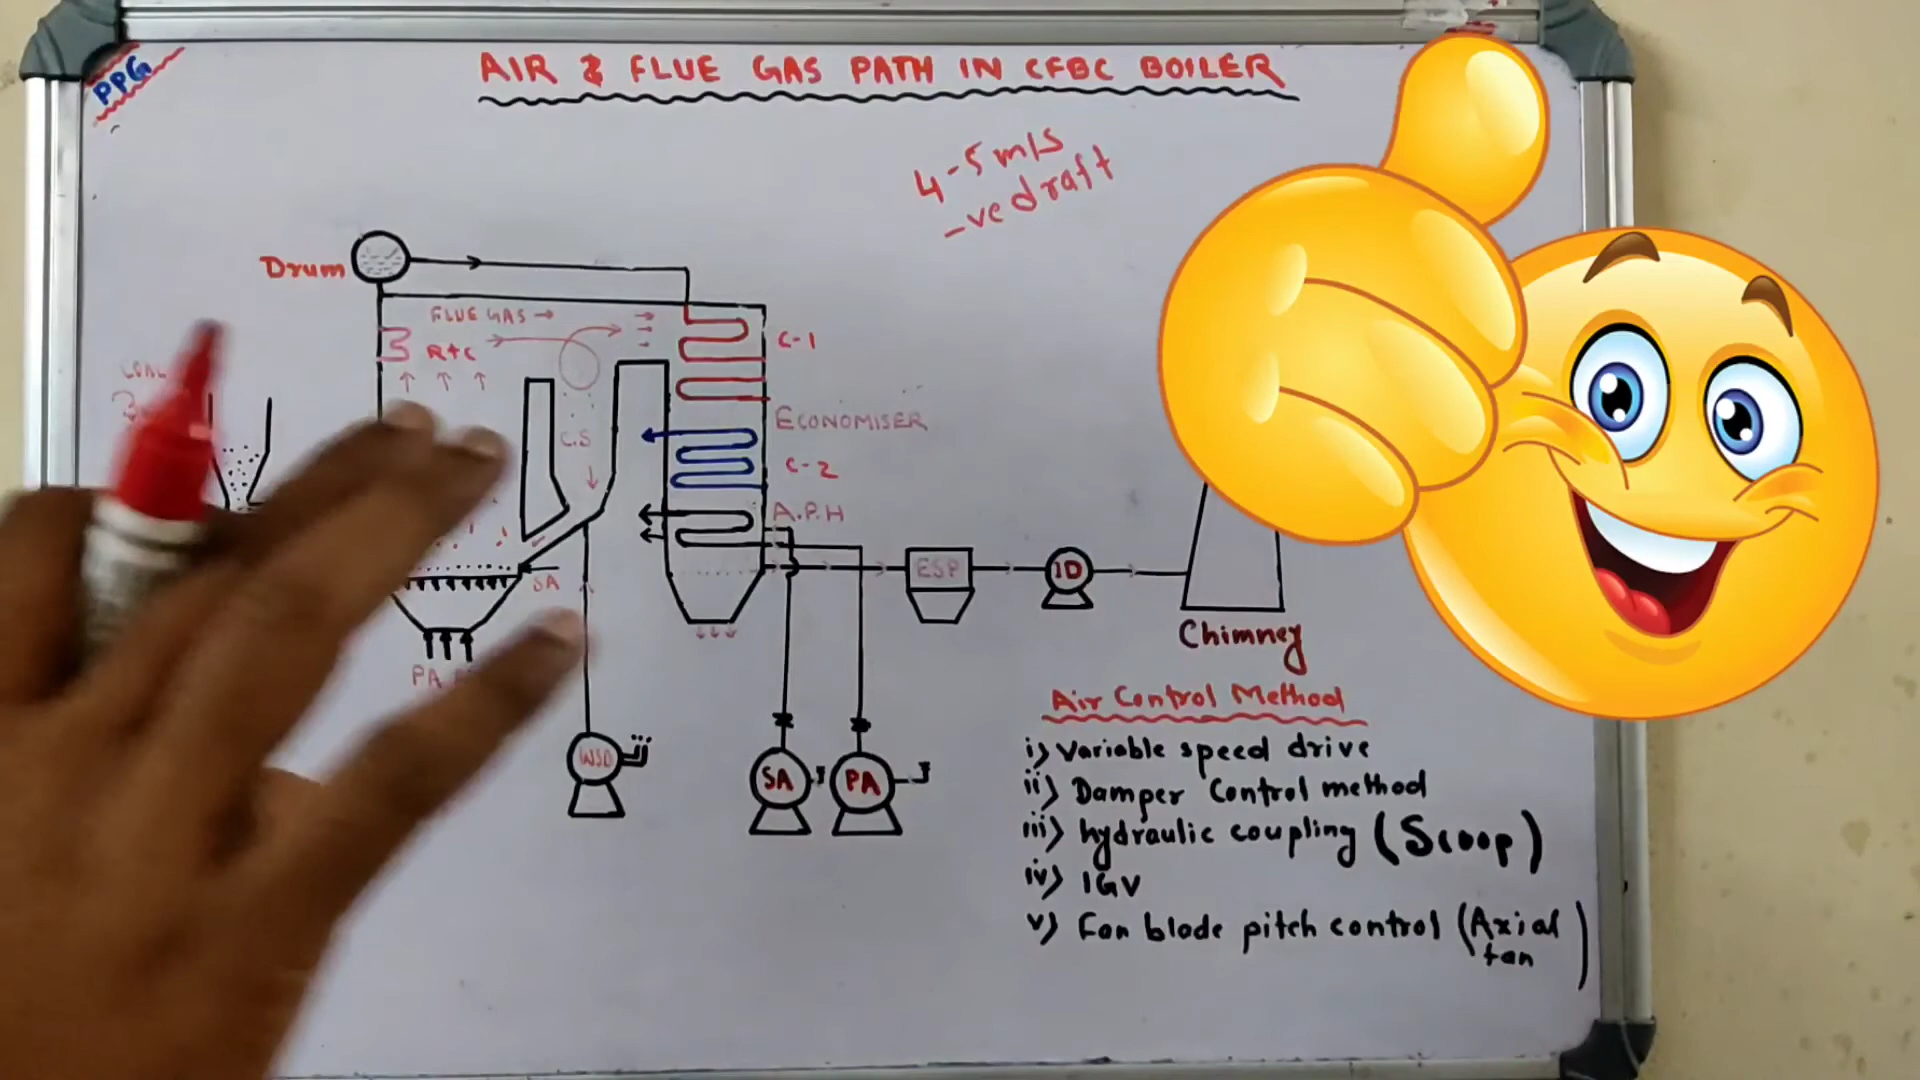 PPG
AIR & FLUE GAS PATH IN CFBC BOILER
4-5 m/s
-ve draft
Drum
FLUE GAS →
R+C
C-1
COAL
ECONOMISER
C.S
C-2
A.P.H
SA
ESP
ID
PA
Chimney
WSD
SA
PA
Air Control Method
i) Variable speed drive
ii) Damper Control method
iii) hydraulic coupling (Scoop)
iv) IGV
v) Fan blade pitch control (Axial
fan)